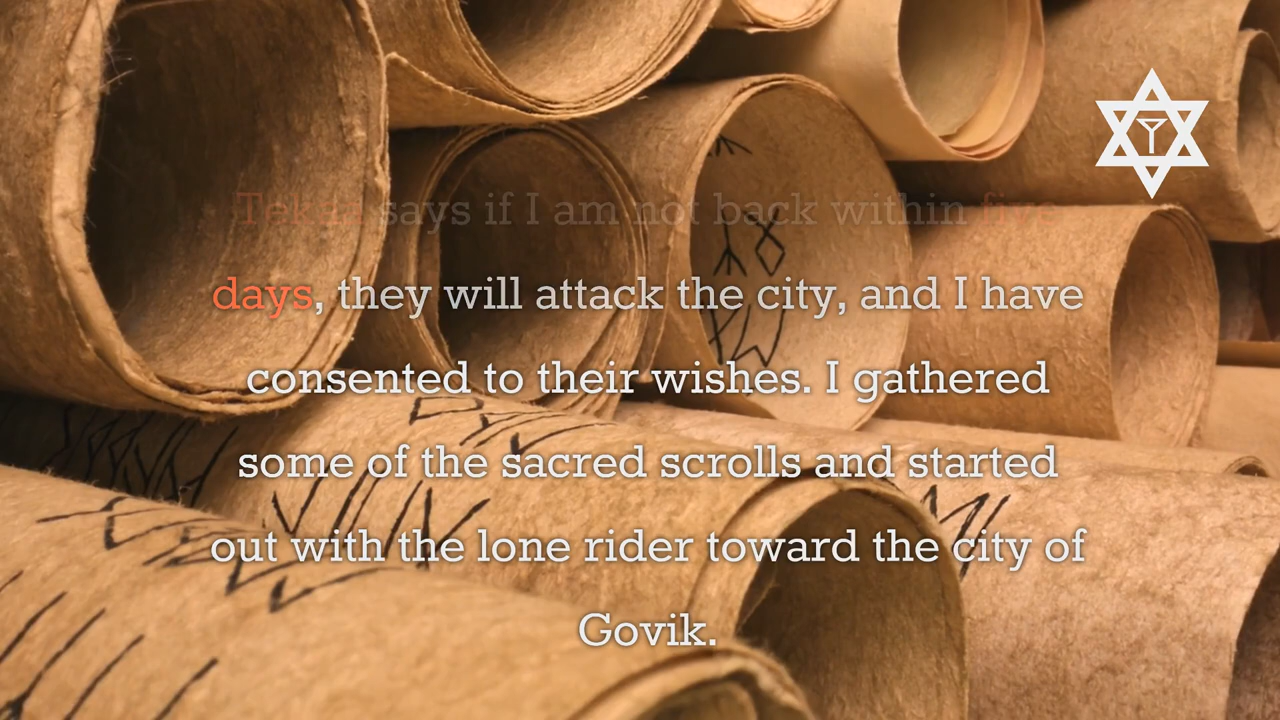 says if I am not back within five
days, they will attack the city, and I have
consented to their wishes. I gathered
some of the sacred scrolls and started
out with the lone rider toward the city of
Govik.